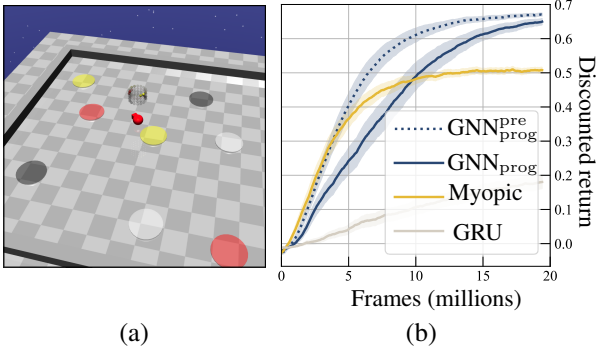 0.7
0.6
0.5
0.4
0.3
0.2
0.1
0.0
Discounted return
GNN^pre_prog
GNN_prog
Myopic
GRU
0 5 10 15 20
Frames (millions)
(a) (b)